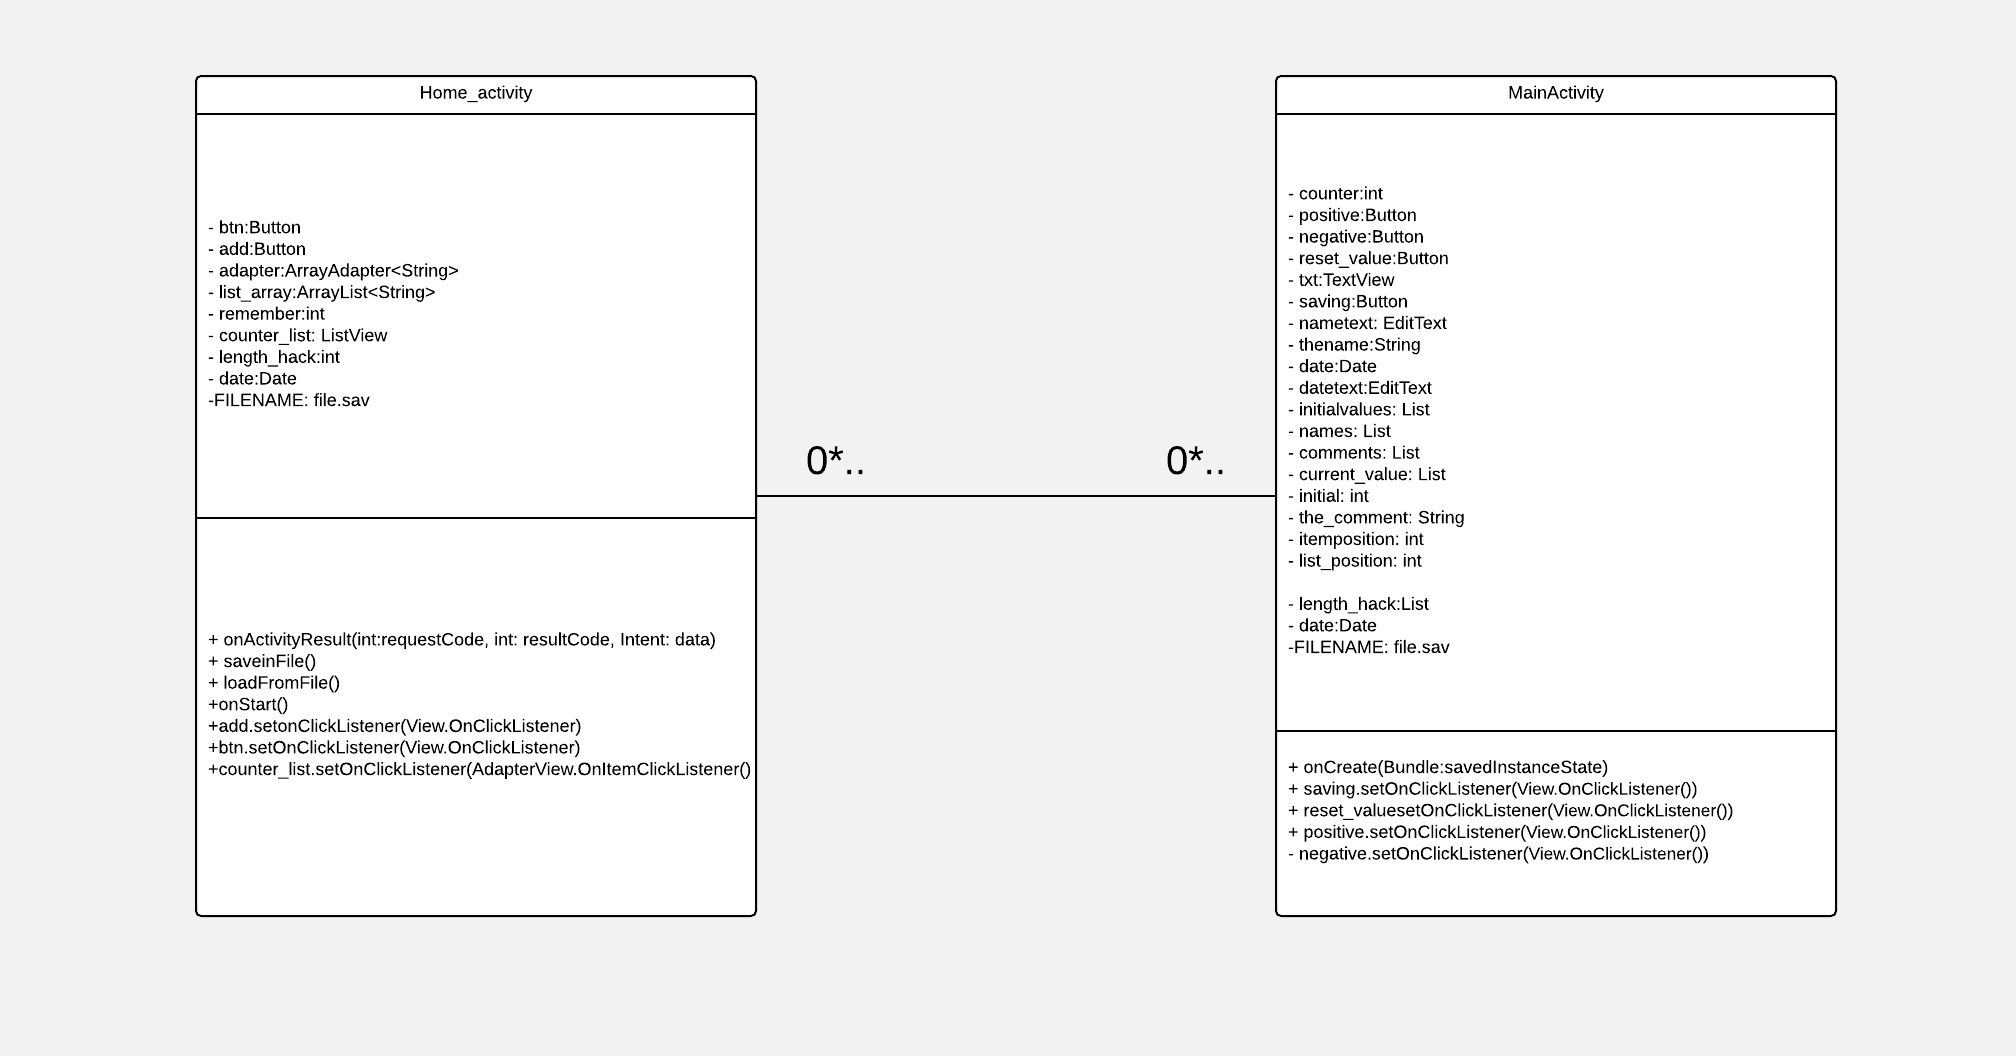 Home_activity
- btn:Button
- add:Button
- adapter:ArrayAdapter<String>
- list_array:ArrayList<String>
- remember:int
- counter_list: ListView
- length_hack:int
- date:Date
-FILENAME: file.sav
+ onActivityResult(int:requestCode, int: resultCode, Intent: data)
+ saveinFile()
+ loadFromFile()
+onStart()
+add.setonClickListener(View.OnClickListener)
+btn.setOnClickListener(View.OnClickListener)
+counter_list.setOnClickListener(AdapterView.OnItemClickListener()
0*..
0*..
MainActivity
- counter:int
- positive:Button
- negative:Button
- reset_value:Button
- txt:TextView
- saving:Button
- nametext: EditText
- thename:String
- date:Date
- datetext:EditText
- initialvalues: List
- names: List
- comments: List
- current_value: List
- initial: int
- the_comment: String
- itemposition: int
- list_position: int
- length_hack:List
- date:Date
-FILENAME: file.sav
+ onCreate(Bundle:savedInstanceState)
+ saving.setOnClickListener(View.OnClickListener())
+ reset_valuesetOnClickListener(View.OnClickListener())
+ positive.setOnClickListener(View.OnClickListener())
- negative.setOnClickListener(View.OnClickListener())